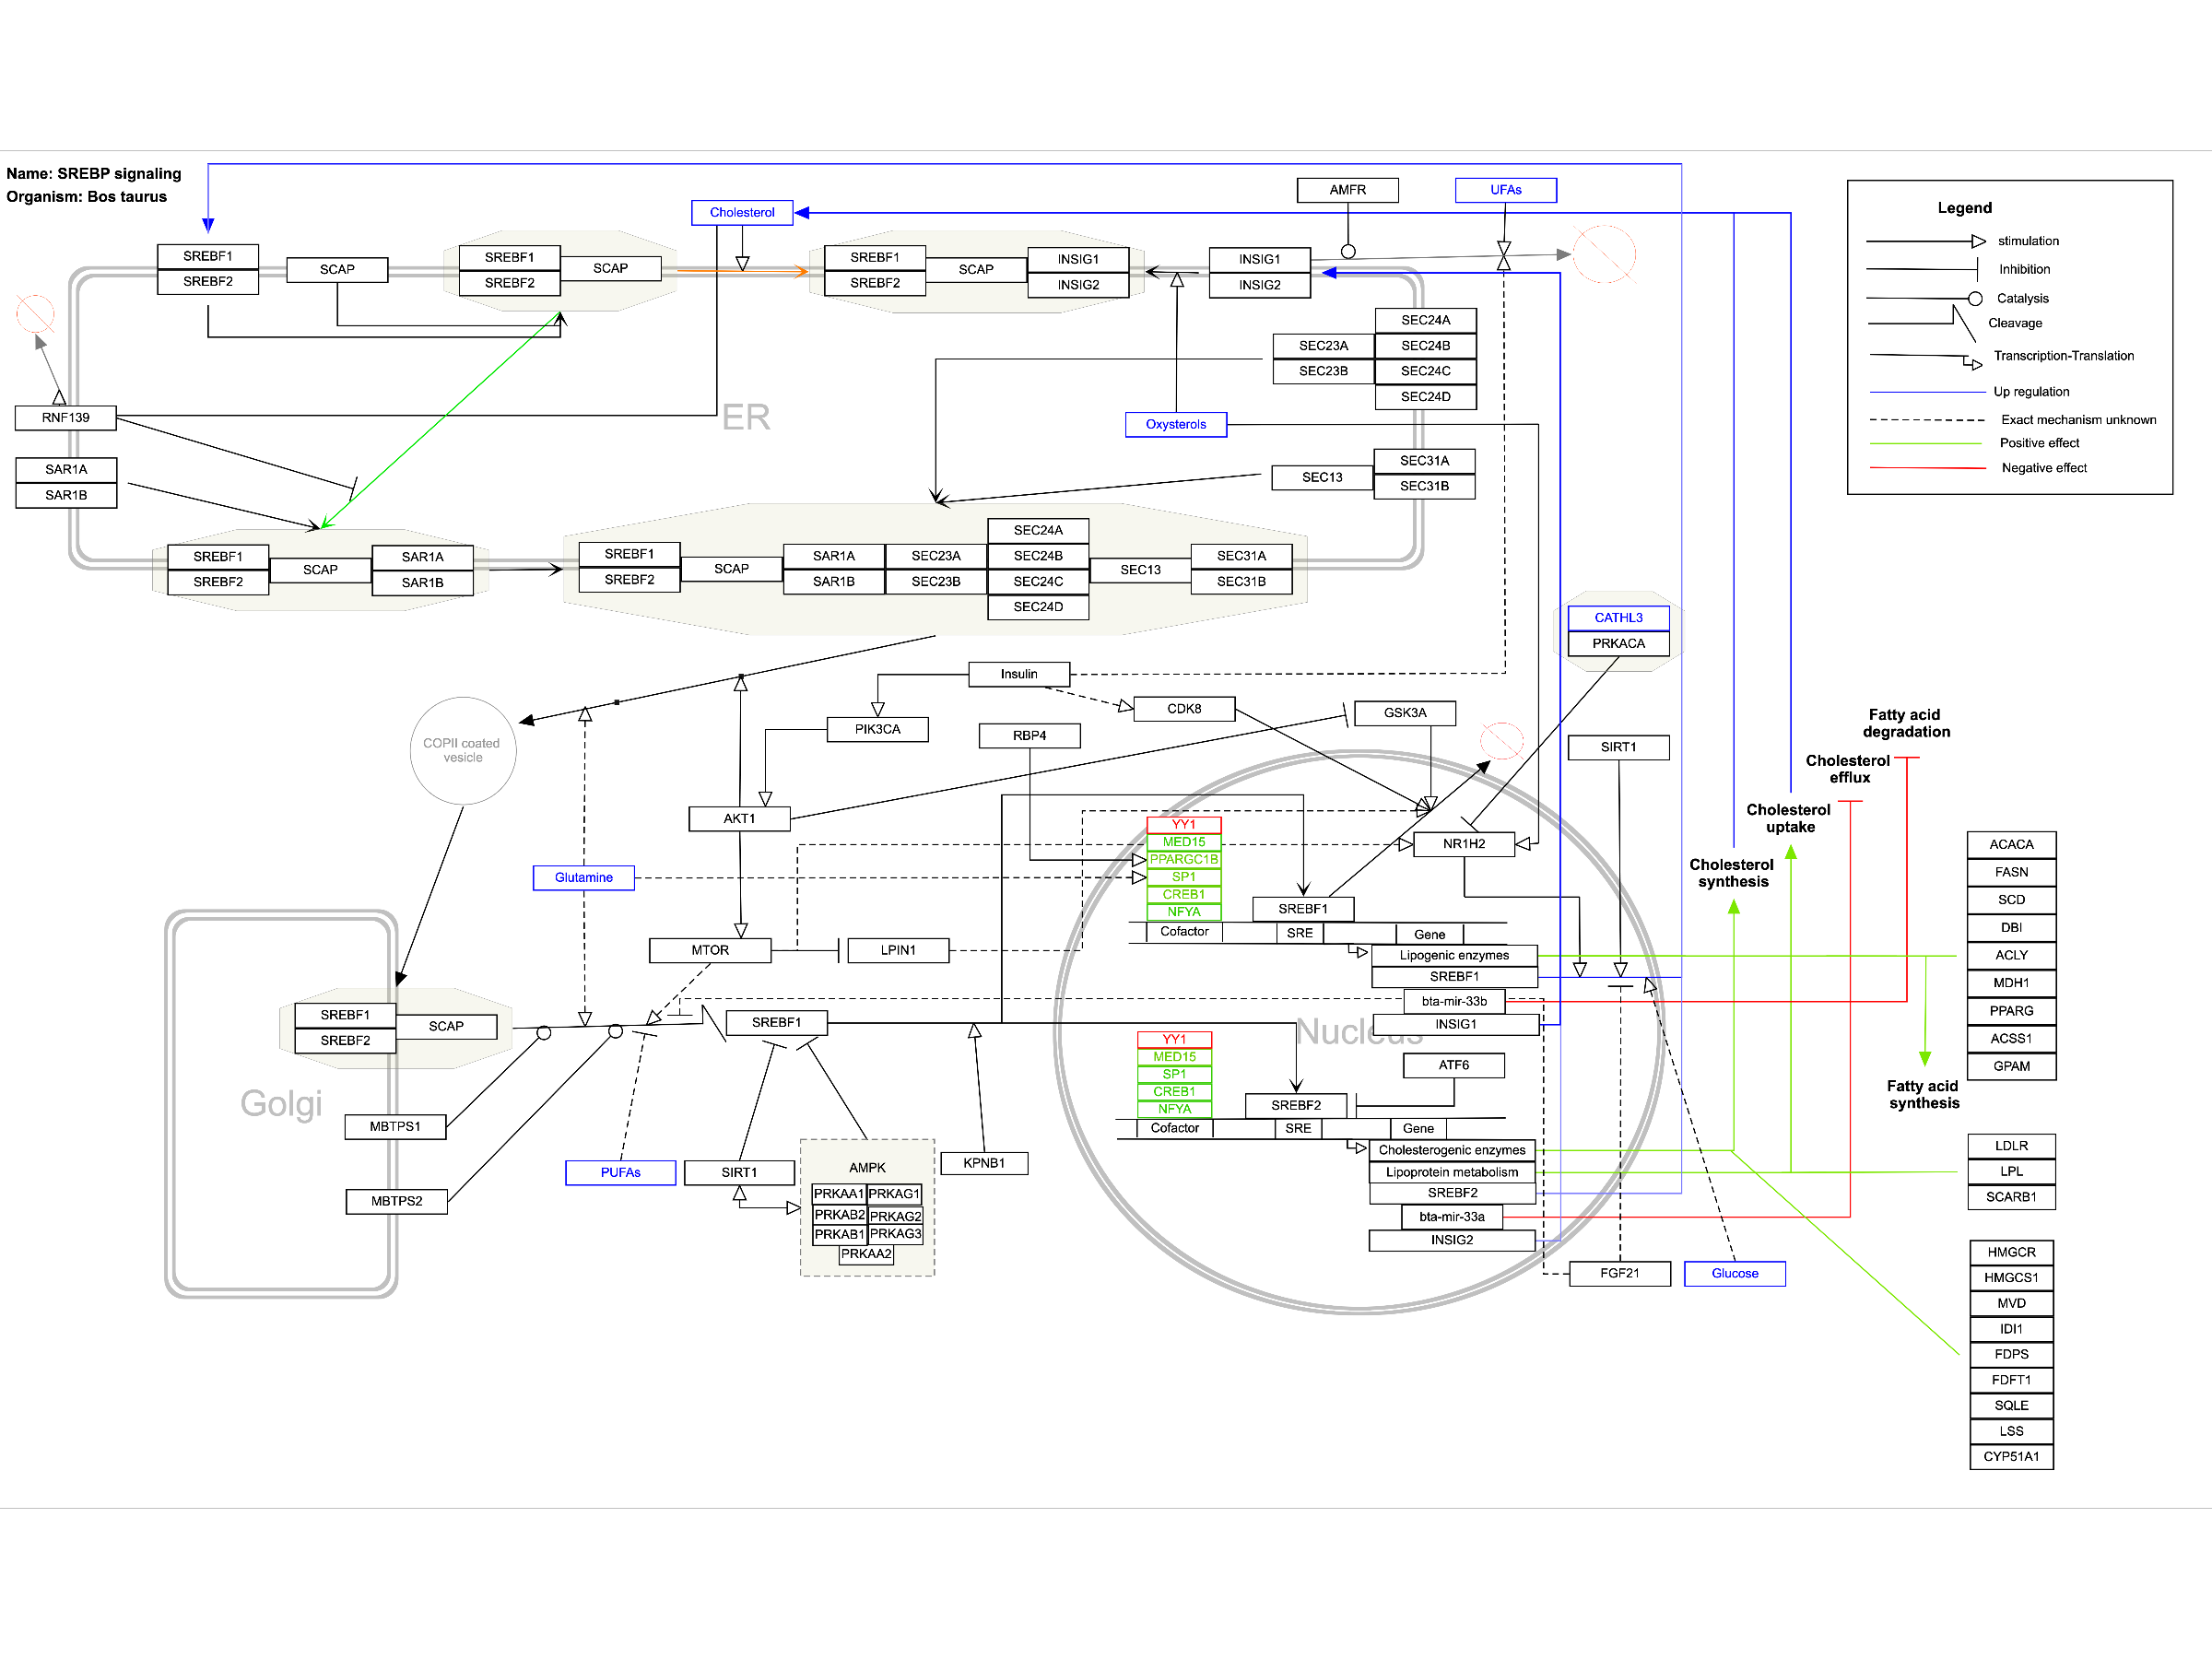 Name: SREBP signaling
Organism: Bos taurus
AMFR
UFAs
Cholesterol
Legend
stimulation
Inhibition
Catalysis
Cleavage
Transcription-Translation
Up regulation
Exact mechanism unknown
Positive effect
Negative effect
SREBF1
SREBF2
SCAP
SREBF1
SREBF2
SCAP
SREBF1
SREBF2
SCAP
INSIG1
INSIG2
INSIG1
INSIG2
SEC24A
SEC23A
SEC24B
SEC23B
SEC24C
SEC24D
RNF139
ER
Oxysterols
SAR1A
SAR1B
SEC31A
SEC13
SEC31B
SREBF1
SREBF2
SCAP
SAR1A
SAR1B
SREBF1
SREBF2
SCAP
SAR1A
SAR1B
SEC23A
SEC23B
SEC24A
SEC24B
SEC24C
SEC24D
SEC13
SEC31A
SEC31B
CATHL3
PRKACA
Insulin
CDK8
GSK3A
PIK3CA
RBP4
SIRT1
COPII coated
vesicle
Fatty acid
degradation
Cholesterol
efflux
Cholesterol
uptake
Cholesterol
synthesis
AKT1
YY1
MED15
PPARGC1B
SP1
CREB1
NFYA
NR1H2
Glutamine
SREBF1
Cofactor
SRE
Gene
MTOR
LPIN1
Lipogenic enzymes
SREBF1
bta-mir-33b
INSIG1
ACACA
FASN
SCD
DBI
ACLY
MDH1
PPARG
ACSS1
GPAM
SREBF1
SREBF2
SCAP
SREBF1
Nucleus
YY1
MED15
SP1
CREB1
NFYA
ATF6
SREBF2
Cofactor
SRE
Gene
Fatty acid
synthesis
Golgi
MBTPS1
MBTPS2
PUFAs
SIRT1
AMPK
PRKAA1
PRKAG1
PRKAB2
PRKAG2
PRKAB1
PRKAG3
PRKAA2
KPNB1
Cholesterogenic enzymes
Lipoprotein metabolism
SREBF2
bta-mir-33a
INSIG2
LDLR
LPL
SCARB1
FGF21
Glucose
HMGCR
HMGCS1
MVD
IDI1
FDPS
FDFT1
SQLE
LSS
CYP51A1